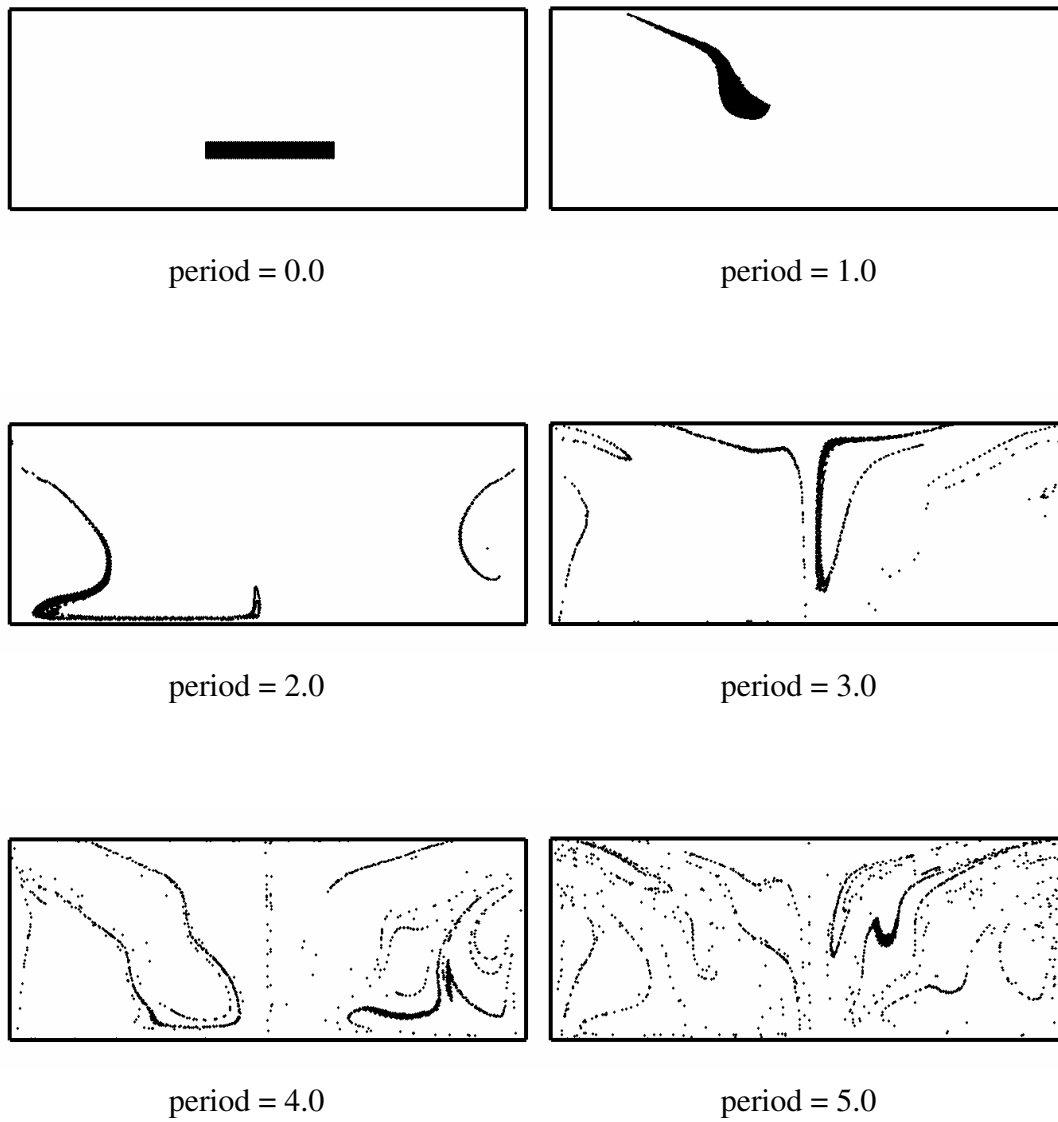 period = 0.0
period = 1.0
period = 2.0
period = 3.0
period = 4.0
period = 5.0